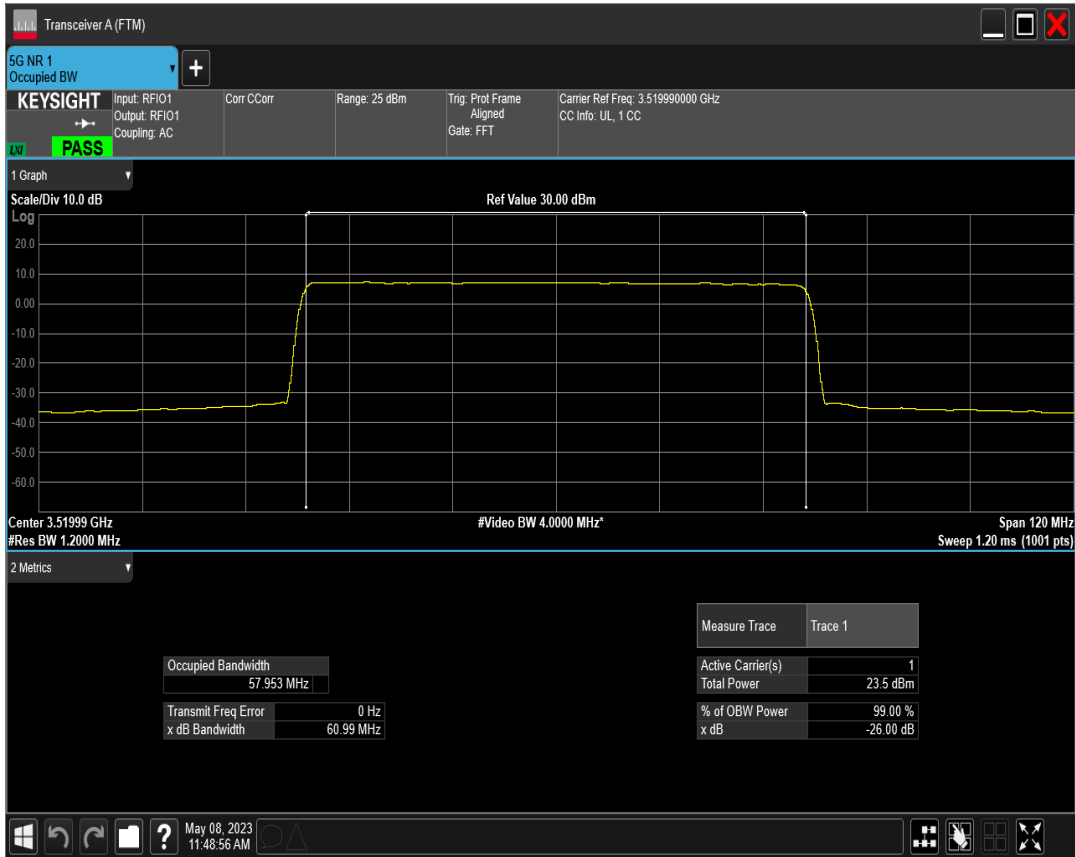 Transceiver A (FTM)
5G NR 1
Occupied BW
+
KEYSIGHT
LXI
PASS
Input: RFIO1
Output: RFIO1
Coupling: AC
Corr CCorr
Range: 25 dBm
Trig: Prot Frame
Aligned
Gate: FFT
Carrier Ref Freq: 3.519990000 GHz
CC Info: UL, 1 CC
1 Graph
Scale/Div 10.0 dB
Ref Value 30.00 dBm
Log
20.0
10.0
0.00
-10.0
-20.0
-30.0
-40.0
-50.0
-60.0
Center 3.51999 GHz
#Video BW 4.0000 MHz*
Span 120 MHz
#Res BW 1.2000 MHz
Sweep 1.20 ms (1001 pts)
2 Metrics
Measure Trace Trace 1
Occupied Bandwidth
57.953 MHz
Active Carrier(s) 1
Total Power 23.5 dBm
Transmit Freq Error 0 Hz
x dB Bandwidth 60.99 MHz
% of OBW Power 99.00 %
x dB -26.00 dB
?
May 08, 2023
11:48:56 AM